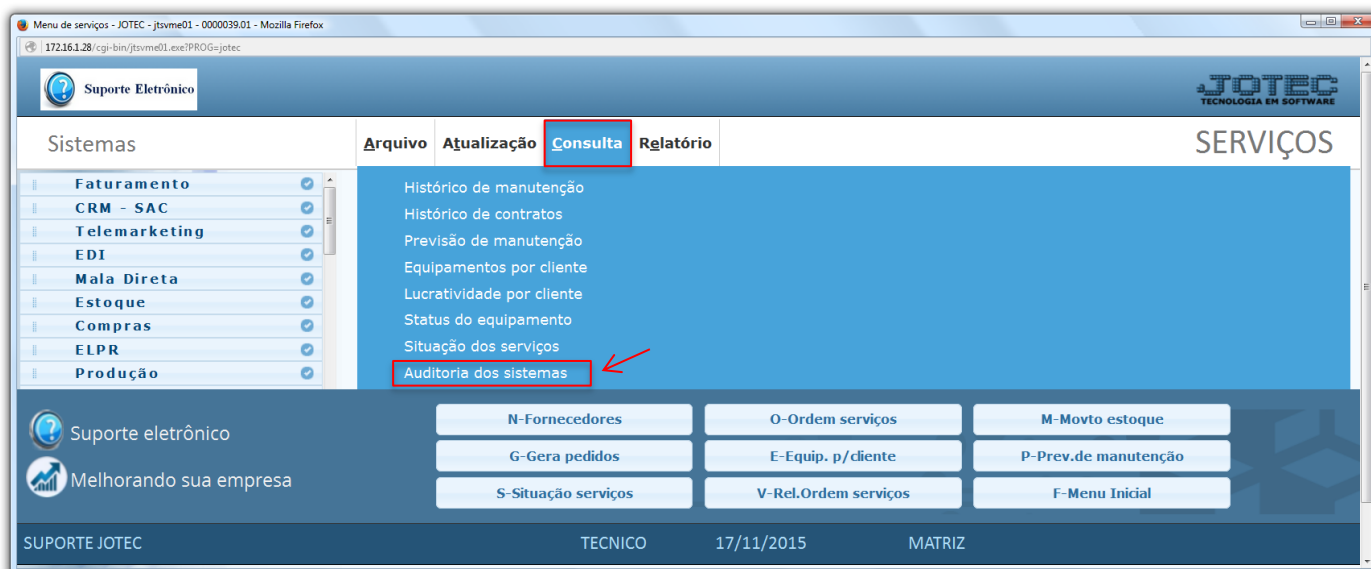 Menu de serviços - JOTEC - jtsvme01 - 0000039.01 - Mozilla Firefox
172.16.1.28/cgi-bin/jtsvme01.exe?PROG=jotec
Suporte Eletrônico
JOTEC
TECNOLOGIA EM SOFTWARE
Sistemas
Arquivo Atualização Consulta Relatório
SERVIÇOS
Faturamento
CRM - SAC
Telemarketing
EDI
Mala Direta
Estoque
Compras
ELPR
Produção
Histórico de manutenção
Histórico de contratos
Previsão de manutenção
Equipamentos por cliente
Lucratividade por cliente
Status do equipamento
Situação dos serviços
Auditoria dos sistemas
Suporte eletrônico
Melhorando sua empresa
N-Fornecedores O-Ordem serviços M-Movto estoque
G-Gera pedidos E-Equip. p/cliente P-Prev.de manutenção
S-Situação serviços V-Rel.Ordem serviços F-Menu Inicial
SUPORTE JOTEC TECNICO 17/11/2015 MATRIZ